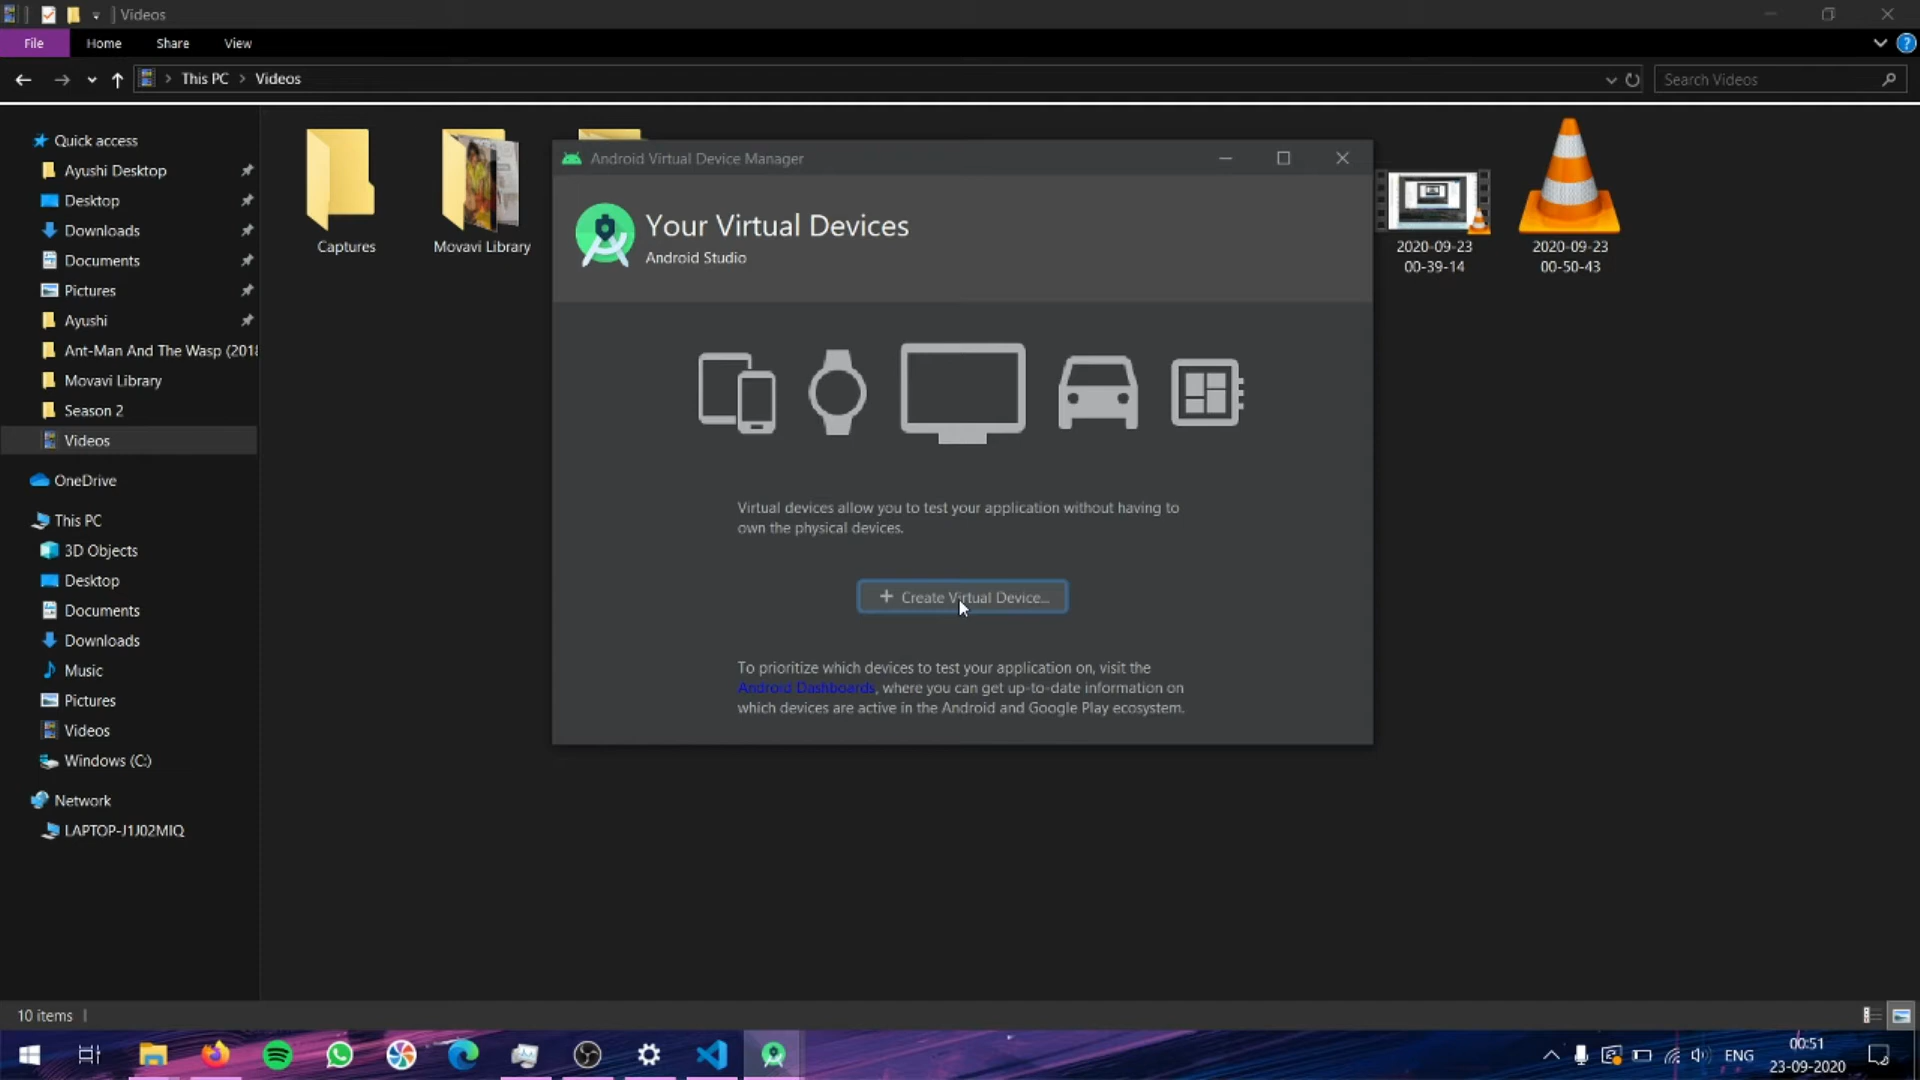 Videos
File
Home
Share
View
This PC
Videos
Search Videos
Quick access
Ayushi Desktop
Desktop
Downloads
Documents
Pictures
Ayushi
Ant-Man And The Wasp (2018
Movavi Library
Season 2
Videos
OneDrive
This PC
3D Objects
Desktop
Documents
Downloads
Music
Pictures
Videos
Windows (C:)
Network
LAPTOP-J1J02MIQ
Captures
Movavi Library
2020-09-23
00-39-14
2020-09-23
00-50-43
Android Virtual Device Manager
Your Virtual Devices
Android Studio
Virtual devices allow you to test your application without having to
own the physical devices.
+ Create Virtual Device...
To prioritize which devices to test your application on, visit the
Android Dashboards, where you can get up-to-date information on
which devices are active in the Android and Google Play ecosystem.
10 items
ENG
00:51
23-09-2020